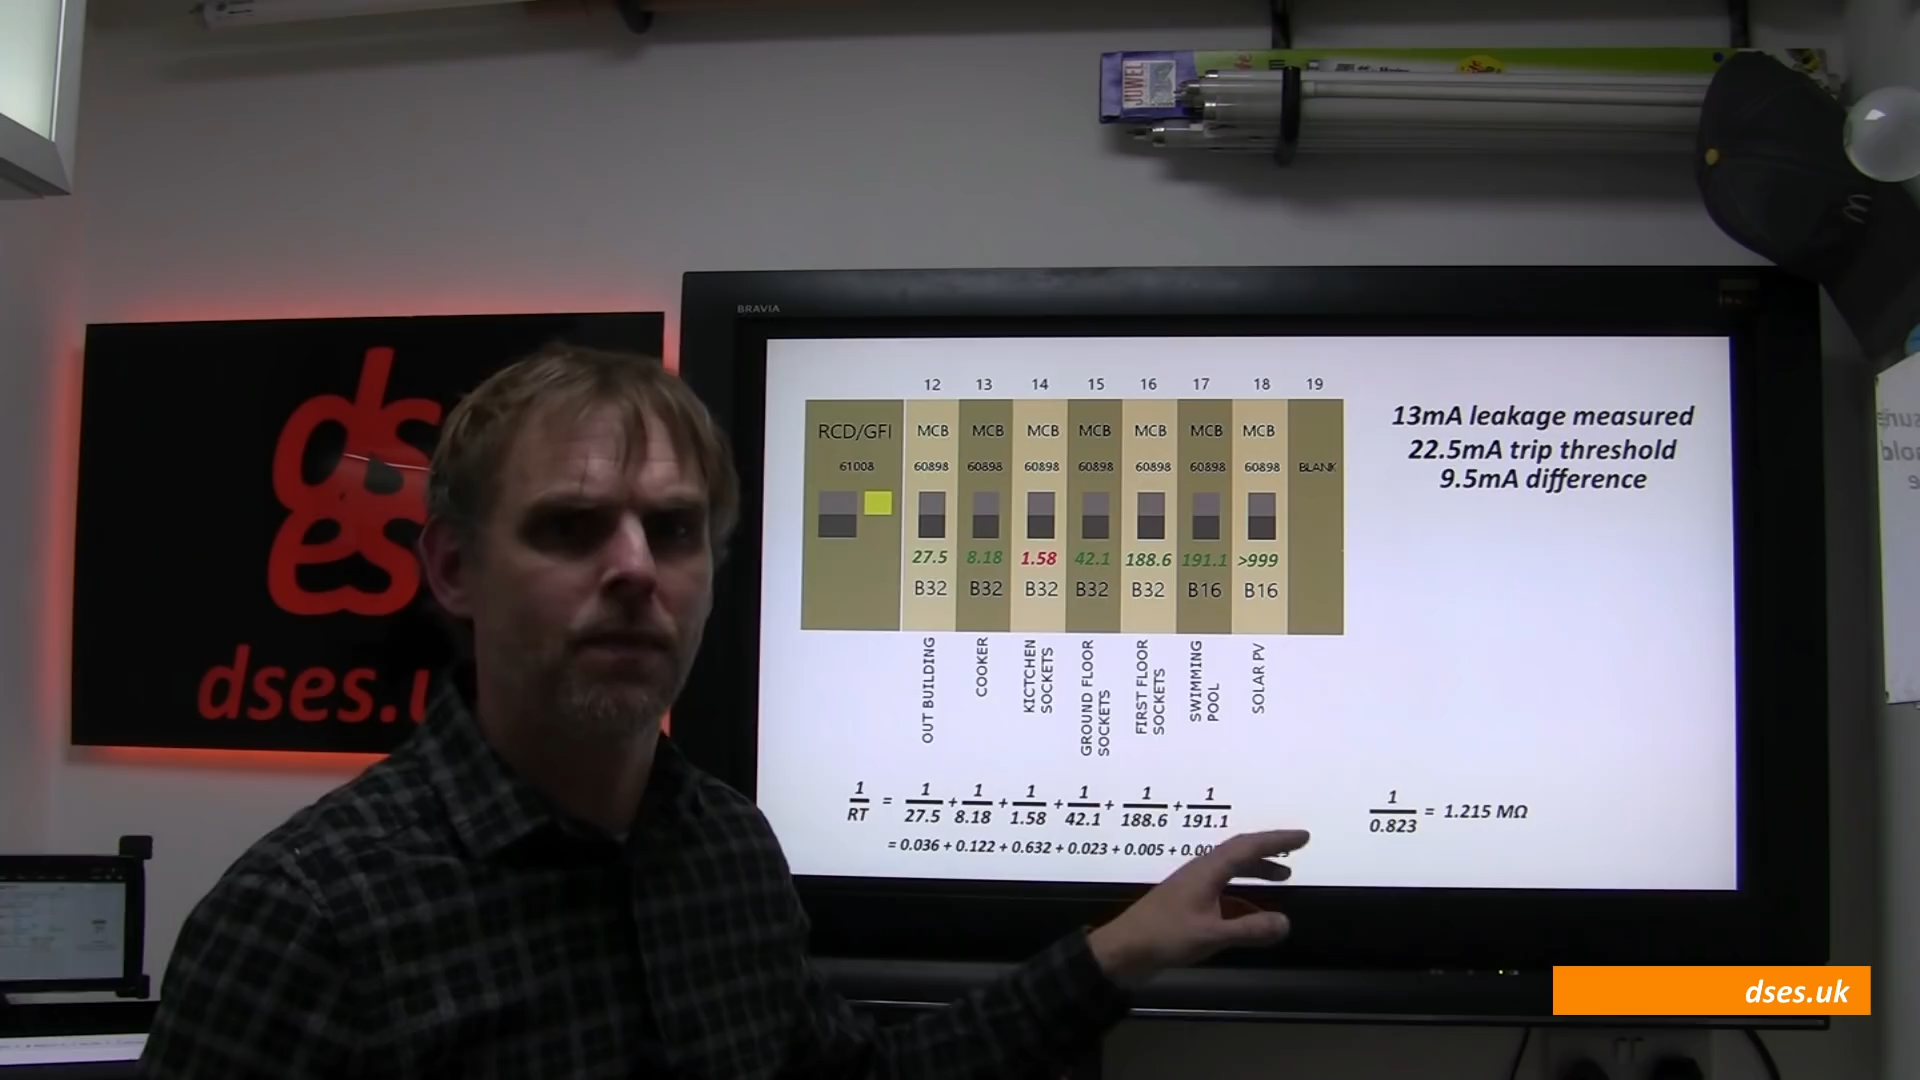 JUWEL
BRAVIA
ds
es
dses.u
12 13 14 15 16 17 18 19
RCD/GFI MCB MCB MCB MCB MCB MCB MCB
61008 60898 60898 60898 60898 60898 60898 60898 BLANK
27.5 8.18 1.58 42.1 188.6 191.1 >999
B32 B32 B32 B32 B32 B16 B16
OUT BUILDING
COOKER
KICTCHEN
SOCKETS
GROUND FLOOR
SOCKETS
FIRST FLOOR
SOCKETS
SWIMMING
POOL
SOLAR PV
13mA leakage measured
22.5mA trip threshold
9.5mA difference
1/RT = 1/27.5 + 1/8.18 + 1/1.58 + 1/42.1 + 1/188.6 + 1/191.1
= 0.036 + 0.122 + 0.632 + 0.023 + 0.005 +
1/0.823 = 1.215 MΩ
dses.uk